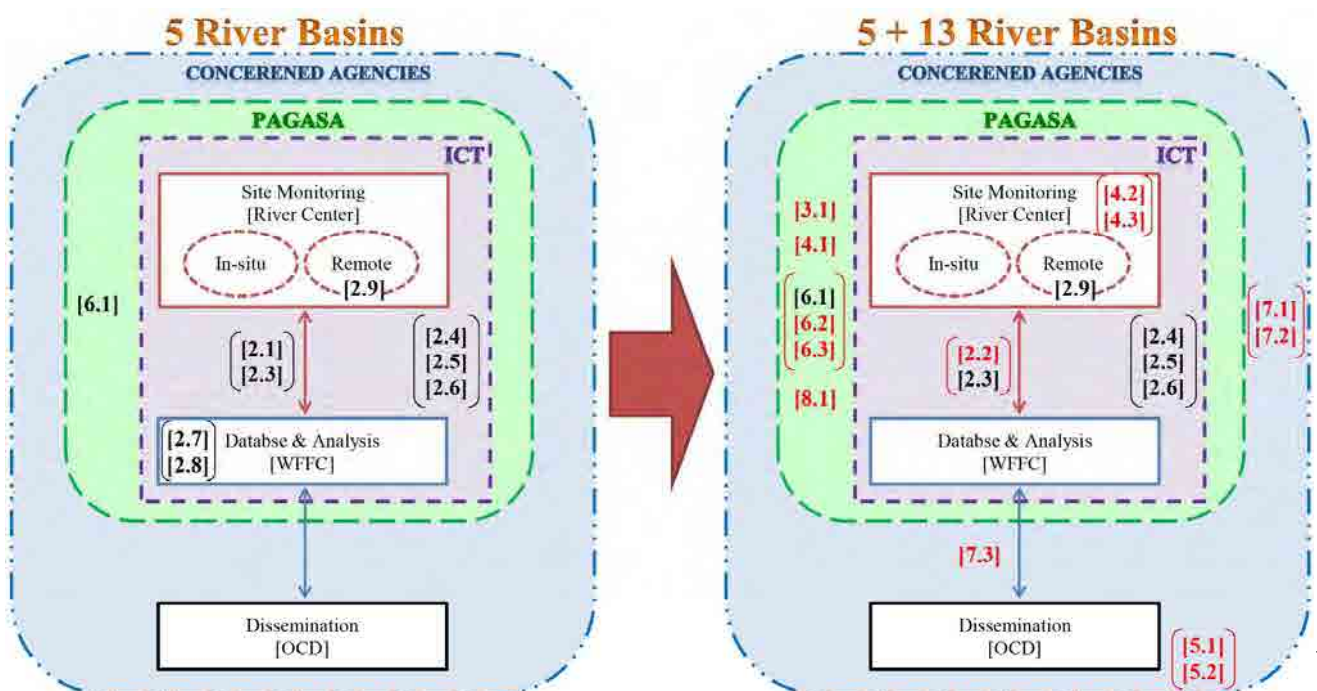 5 River Basins
CONCERENED AGENCIES
PAGASA
ICT
Site Monitoring
[River Center]
In-situ
Remote
[2.9]
[6.1]
[2.1]
[2.3]
[2.4]
[2.5]
[2.6]
[2.7]
[2.8]
Databse & Analysis
[WFFC]
Dissemination
[OCD]
5 + 13 River Basins
CONCERENED AGENCIES
PAGASA
ICT
Site Monitoring
[River Center]
[4.2]
[4.3]
In-situ
Remote
[2.9]
[3.1]
[4.1]
[6.1]
[6.2]
[6.3]
[8.1]
[2.2]
[2.3]
[2.4]
[2.5]
[2.6]
[7.1]
[7.2]
Databse & Analysis
[WFFC]
[7.3]
Dissemination
[OCD]
[5.1]
[5.2]